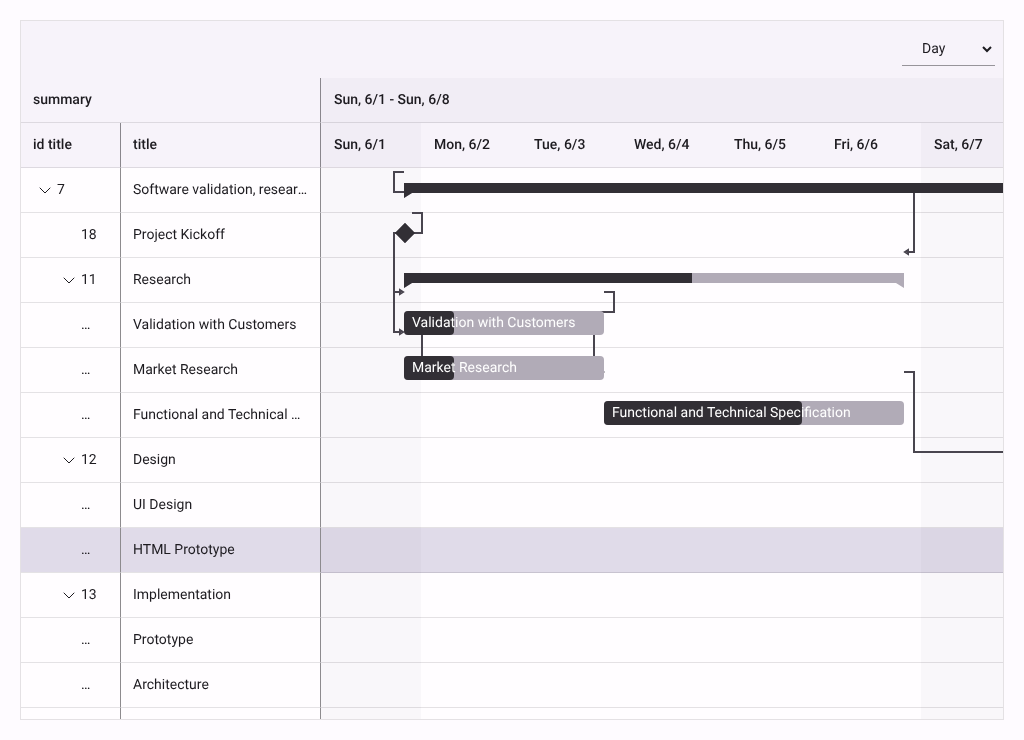 Day
summary
Sun, 6/1 - Sun, 6/8
id title
title
Sun, 6/1
Mon, 6/2
Tue, 6/3
Wed, 6/4
Thu, 6/5
Fri, 6/6
Sat, 6/7
7
Software validation, resear…
18
Project Kickoff
11
Research
…
Validation with Customers
Validation with Customers
…
Market Research
Market Research
…
Functional and Technical …
Functional and Technical Specification
12
Design
…
UI Design
…
HTML Prototype
13
Implementation
…
Prototype
…
Architecture